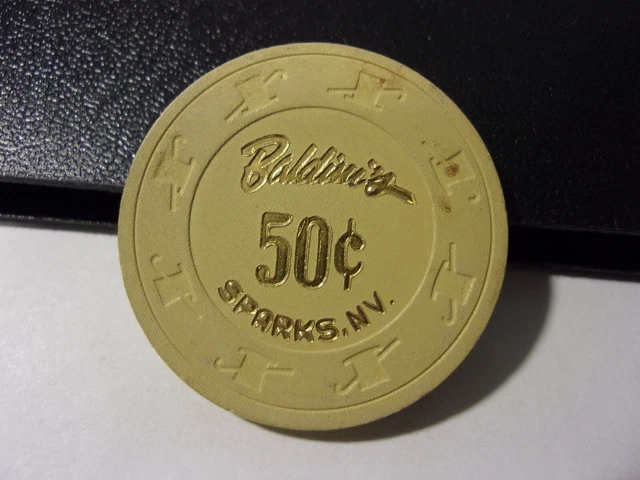 Baldini's
50¢
SPARKS, NV.